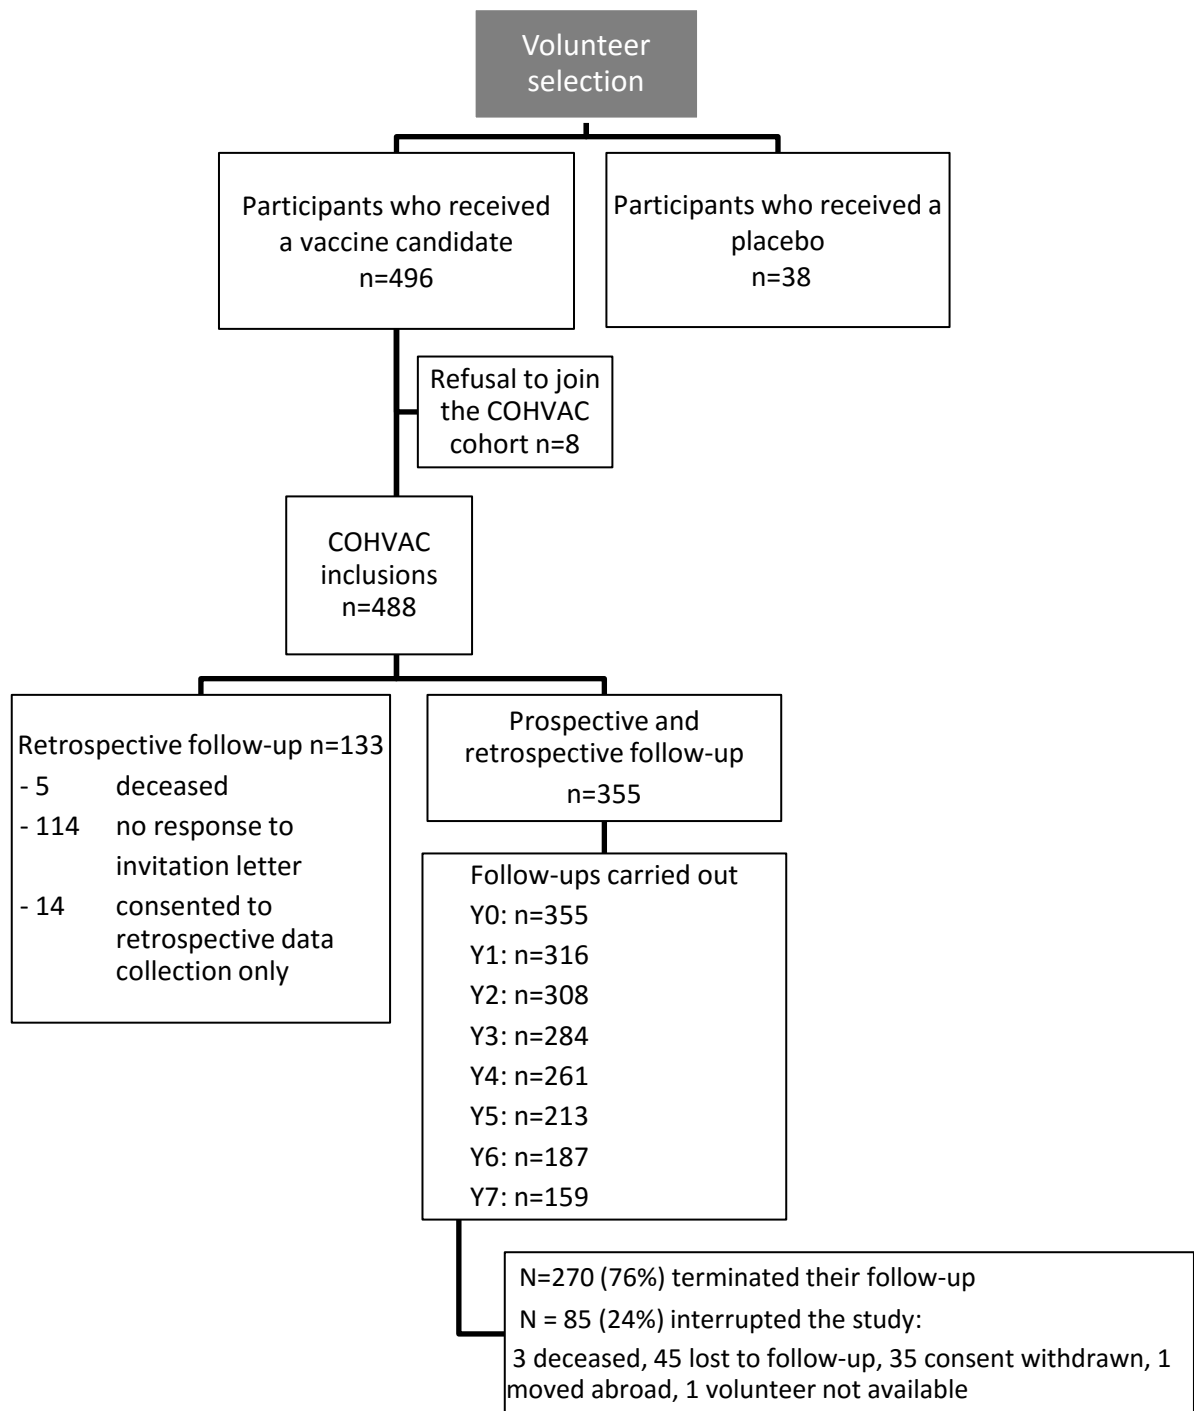 Volunteer
selection
Participants who received
a vaccine candidate
n=496
Participants who received a
placebo
n=38
Refusal to join
the COHVAC
cohort n=8
COHVAC
inclusions
n=488
Retrospective follow-up n=133
- 5 deceased
- 114 no response to
invitation letter
- 14 consented to
retrospective data
collection only
Prospective and
retrospective follow-up
n=355
Follow-ups carried out
Y0: n=355
Y1: n=316
Y2: n=308
Y3: n=284
Y4: n=261
Y5: n=213
Y6: n=187
Y7: n=159
N=270 (76%) terminated their follow-up
N = 85 (24%) interrupted the study:
3 deceased, 45 lost to follow-up, 35 consent withdrawn, 1
moved abroad, 1 volunteer not available